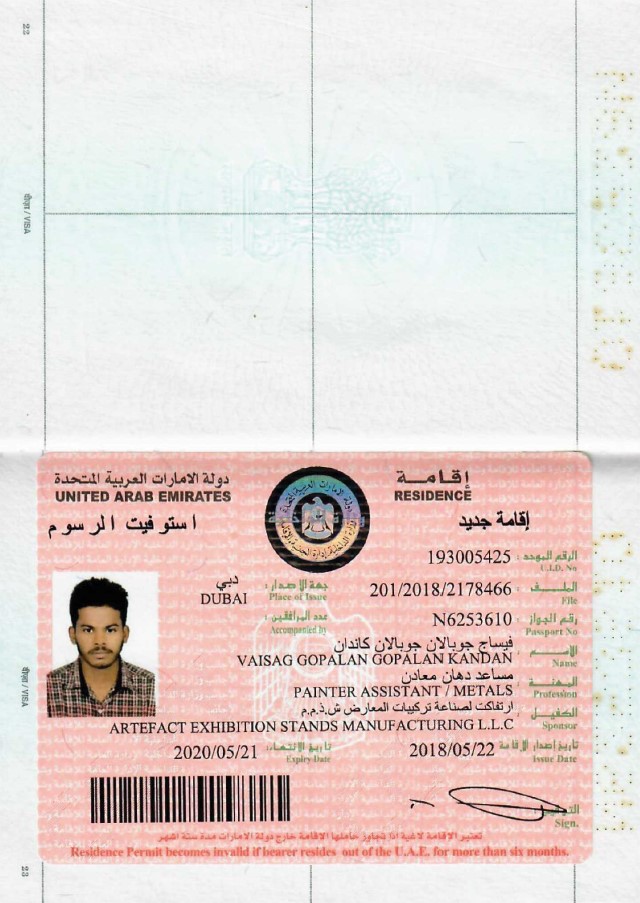 23
वीज़ा / VISA
دولة الامارات العربية المتحدة
UNITED ARAB EMIRATES
إقامة
RESIDENCE
استوفيت الرسوم
إقامة جديد
193005425 الرقم الموحد :
U.I.D. No
دبي جهة الاصدار :
DUBAI Place of Issue
201/2018/2178466 الملف :
File
عدد المرافقين :
Accompanied by
N6253610 رقم الجواز :
Passport No
فيساج جوبالان جوبالان كاندان الاسم :
VAISAG GOPALAN GOPALAN KANDAN Name
مساعد دهان معادن المهنة :
PAINTER ASSISTANT / METALS Profession
ارتفاكت لصناعة تركيبات المعارض ش.ذ.م.م الكفيل :
ARTEFACT EXHIBITION STANDS MANUFACTURING L.L.C Sponsor
2020/05/21 تاريخ الانتهاء :
Expiry Date
2018/05/22 تاريخ إصدار الاقامة
Issue Date
التوقيع :
Sign.
تعتبر الإقامة لاغية اذا تجاوز حاملها الاقامة خارج دولة الامارات مدة ستة اشهر
Residence Permit becomes invalid if bearer resides out of the U.A.E. for more than six months.
वीज़ा / VISA
23